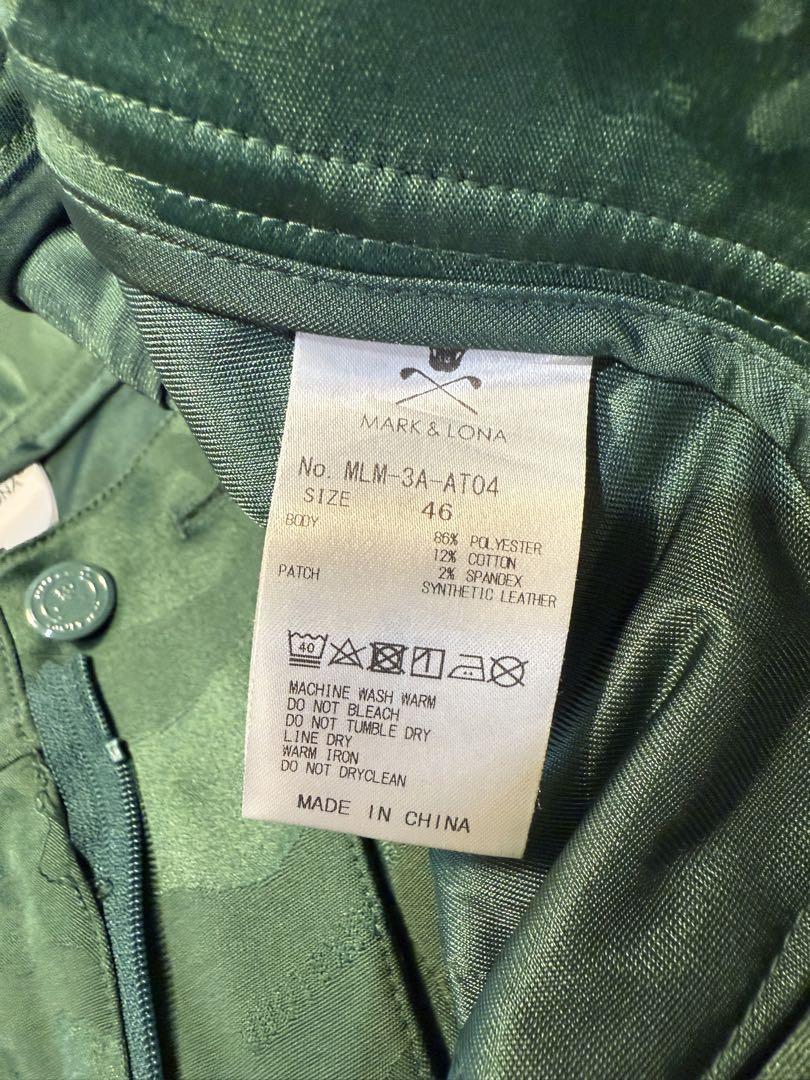 MARK & LONA
No. MLM-3A-AT04
SIZE 46
BODY 86% POLYESTER
12% COTTON
PATCH 2% SPANDEX
SYNTHETIC LEATHER
40
MACHINE WASH WARM
DO NOT BLEACH
DO NOT TUMBLE DRY
LINE DRY
WARM IRON
DO NOT DRYCLEAN
MADE IN CHINA